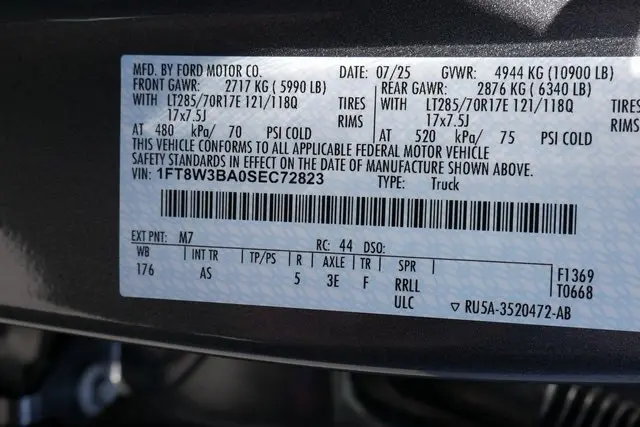 MFD. BY FORD MOTOR CO. DATE: 07/25 GVWR: 4944 KG (10900 LB)
FRONT GAWR: 2717 KG ( 5990 LB) REAR GAWR: 2876 KG ( 6340 LB)
WITH LT285/70R17E 121/118Q TIRES WITH LT285/70R17E 121/118Q TIRES
17x7.5J RIMS 17x7.5J RIMS
AT 480 kPa/ 70 PSI COLD AT 520 kPa/ 75 PSI COLD
THIS VEHICLE CONFORMS TO ALL APPLICABLE FEDERAL MOTOR VEHICLE
SAFETY STANDARDS IN EFFECT ON THE DATE OF MANUFACTURE SHOWN ABOVE.
VIN: 1FT8W3BA0SEC72823 TYPE: Truck
EXT PNT: M7 RC: 44 DSO:
WB INT TR TP/PS R AXLE TR SPR F1369
176 AS 5 3E F RRLL T0668
ULC ▽ RU5A-3520472-AB